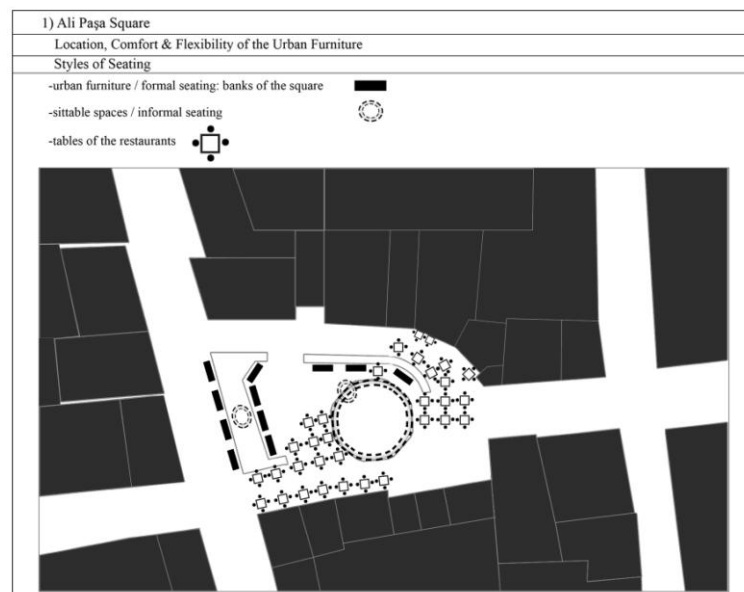 1) Ali Paşa Square
Location, Comfort & Flexibility of the Urban Furniture
Styles of Seating
-urban furniture / formal seating: banks of the square
-sittable spaces / informal seating
-tables of the restaurants